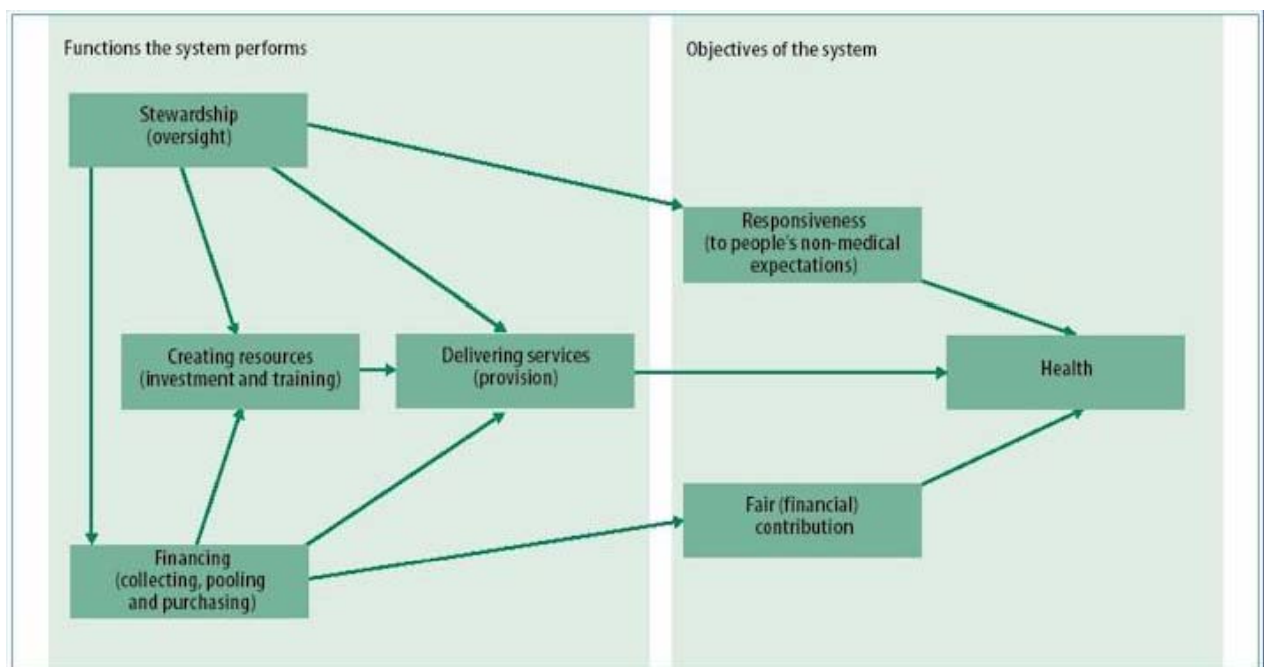 Functions the system performs
Objectives of the system
Stewardship
(oversight)
Responsiveness
(to people's non-medical
expectations)
Creating resources
(investment and training)
Delivering services
(provision)
Health
Fair (financial)
contribution
Financing
(collecting, pooling
and purchasing)